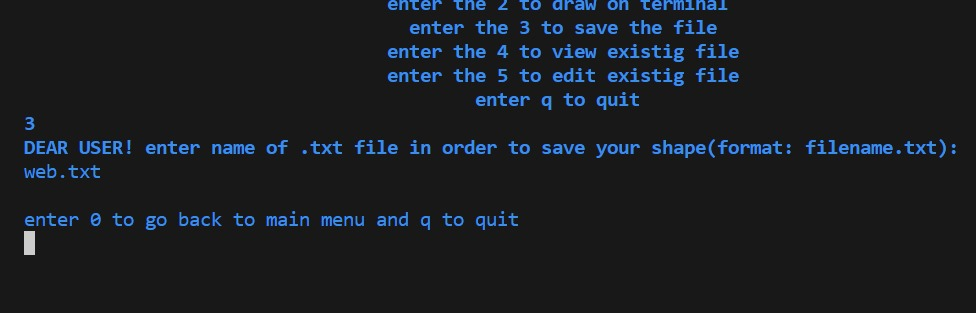 enter the 2 to draw on terminal
enter the 3 to save the file
enter the 4 to view existig file
enter the 5 to edit existig file
enter q to quit
3
DEAR USER! enter name of .txt file in order to save your shape(format: filename.txt):
web.txt
enter 0 to go back to main menu and q to quit